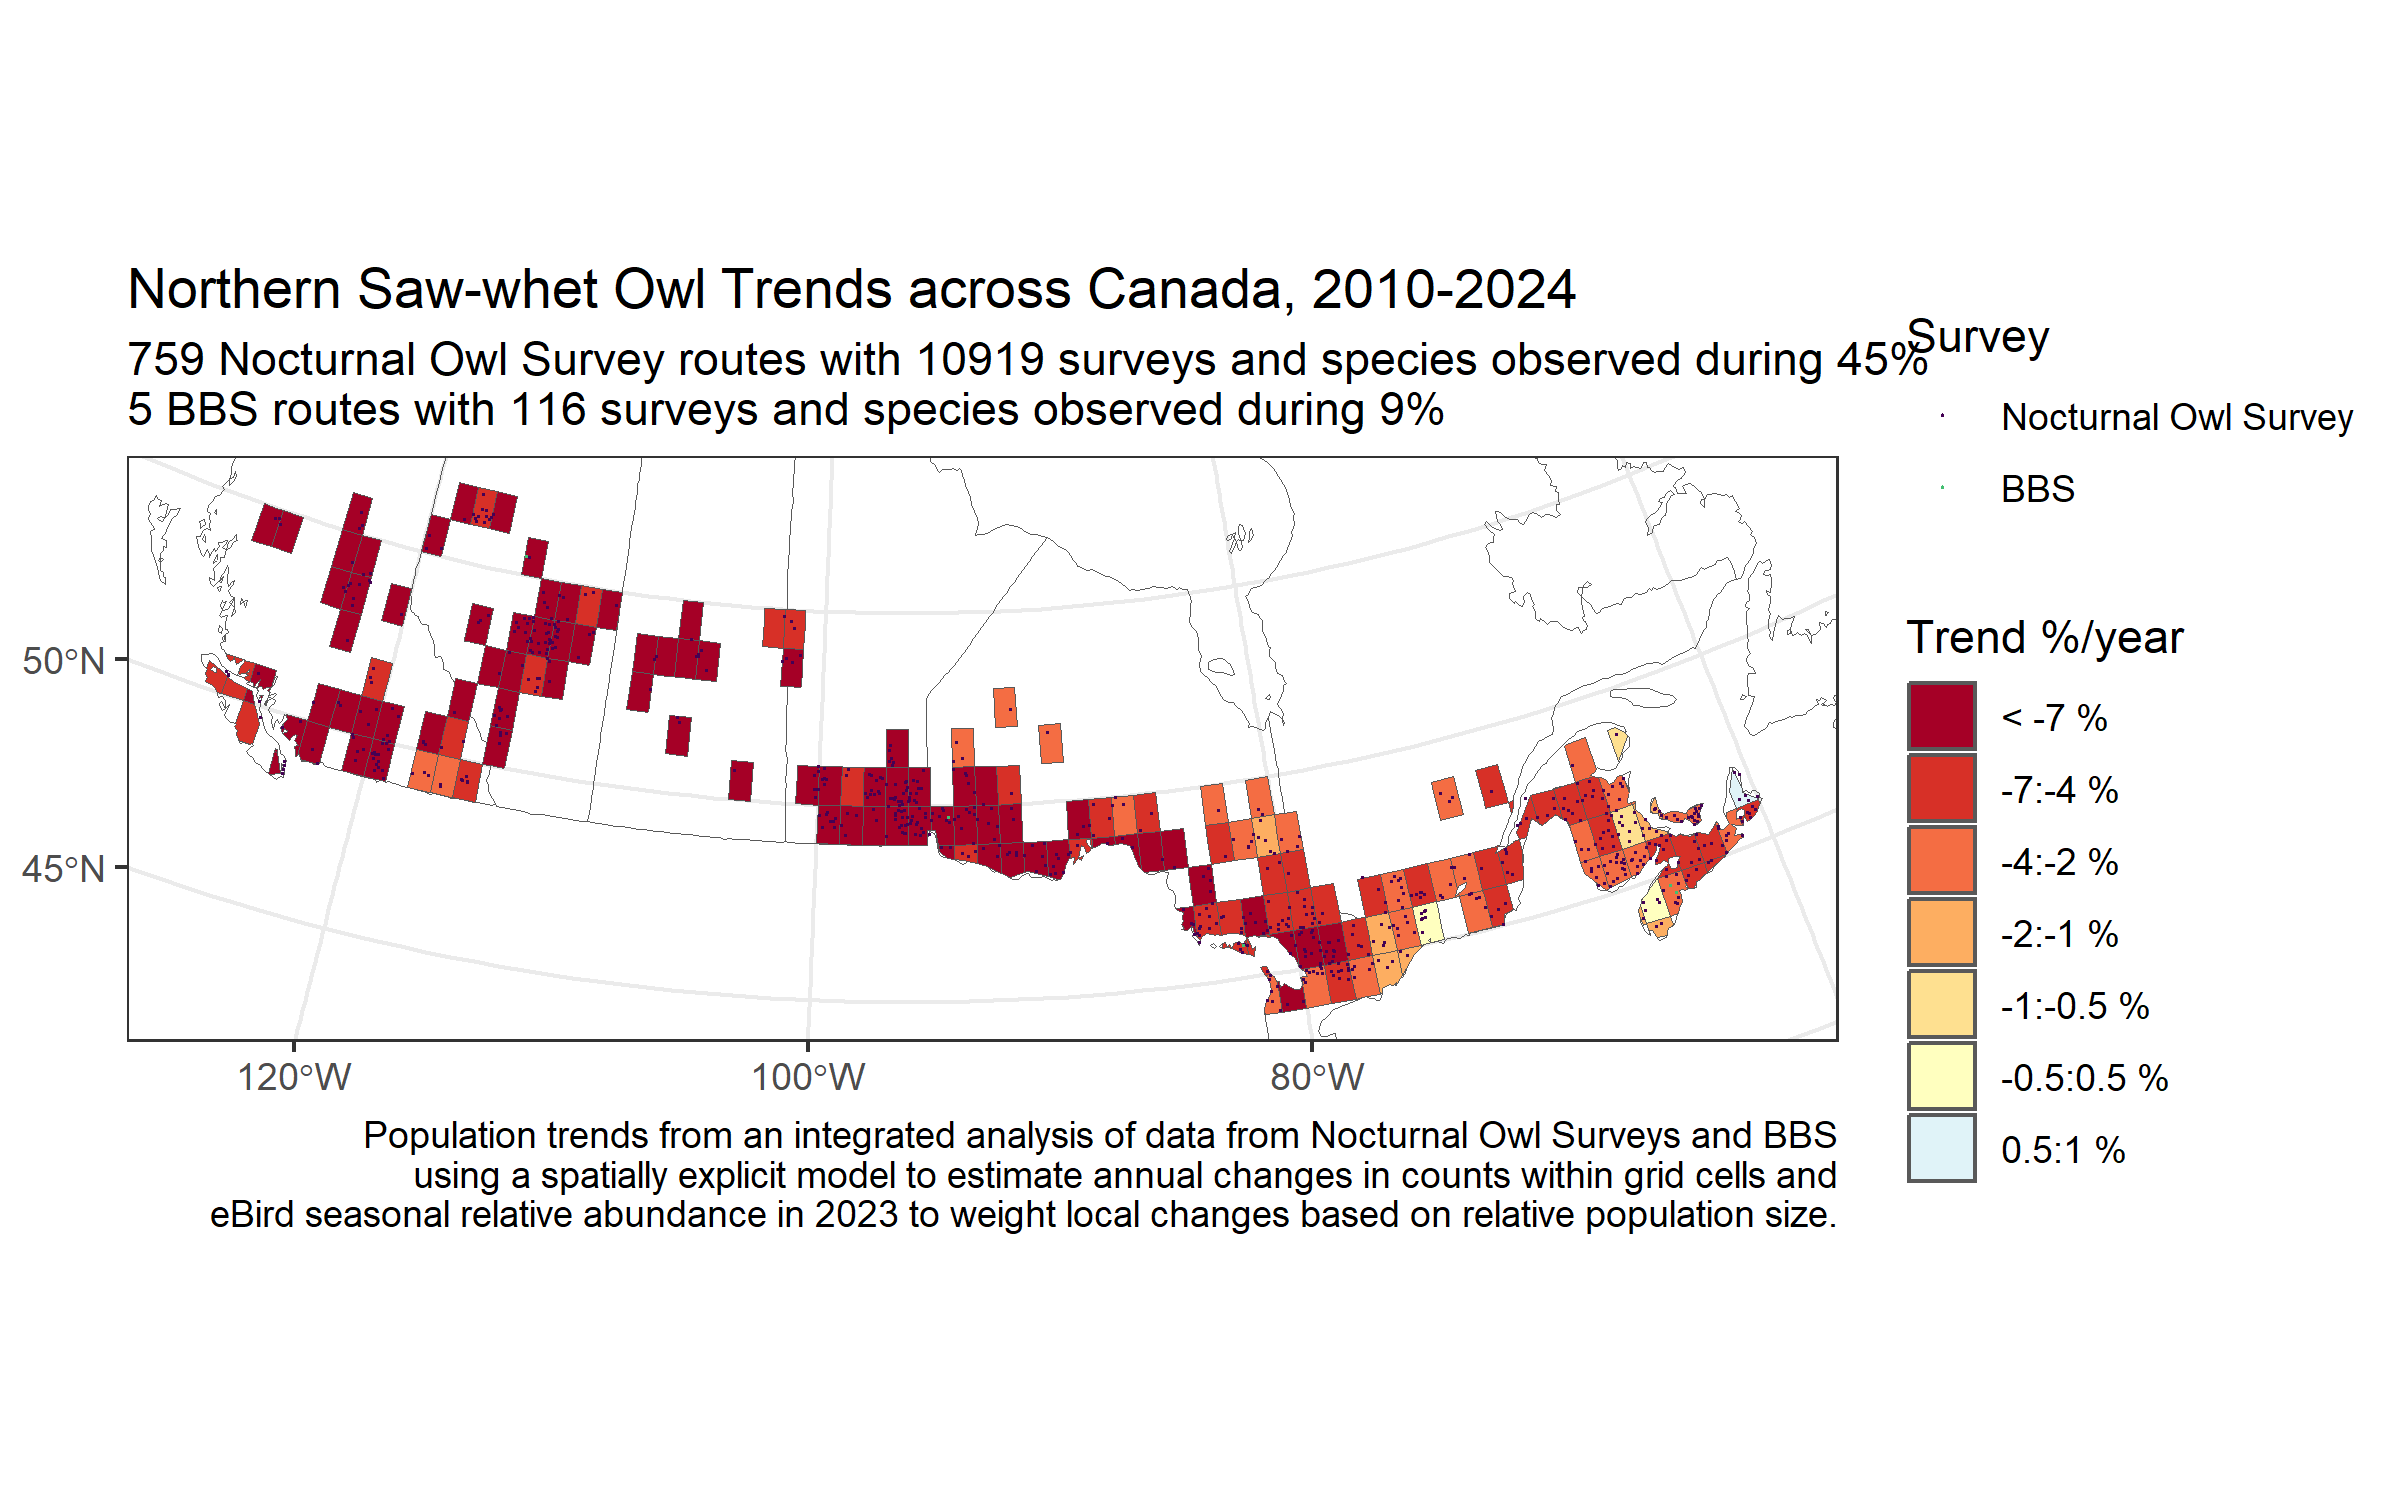 Northern Saw-whet Owl Trends across Canada, 2010-2024
759 Nocturnal Owl Survey routes with 10919 surveys and species observed during 45%
5 BBS routes with 116 surveys and species observed during 9%
Survey
Nocturnal Owl Survey
BBS
Trend %/year
< -7 %
-7:-4 %
-4:-2 %
-2:-1 %
-1:-0.5 %
-0.5:0.5 %
0.5:1 %
50°N
45°N
120°W
100°W
80°W
Population trends from an integrated analysis of data from Nocturnal Owl Surveys and BBS
using a spatially explicit model to estimate annual changes in counts within grid cells and
eBird seasonal relative abundance in 2023 to weight local changes based on relative population size.